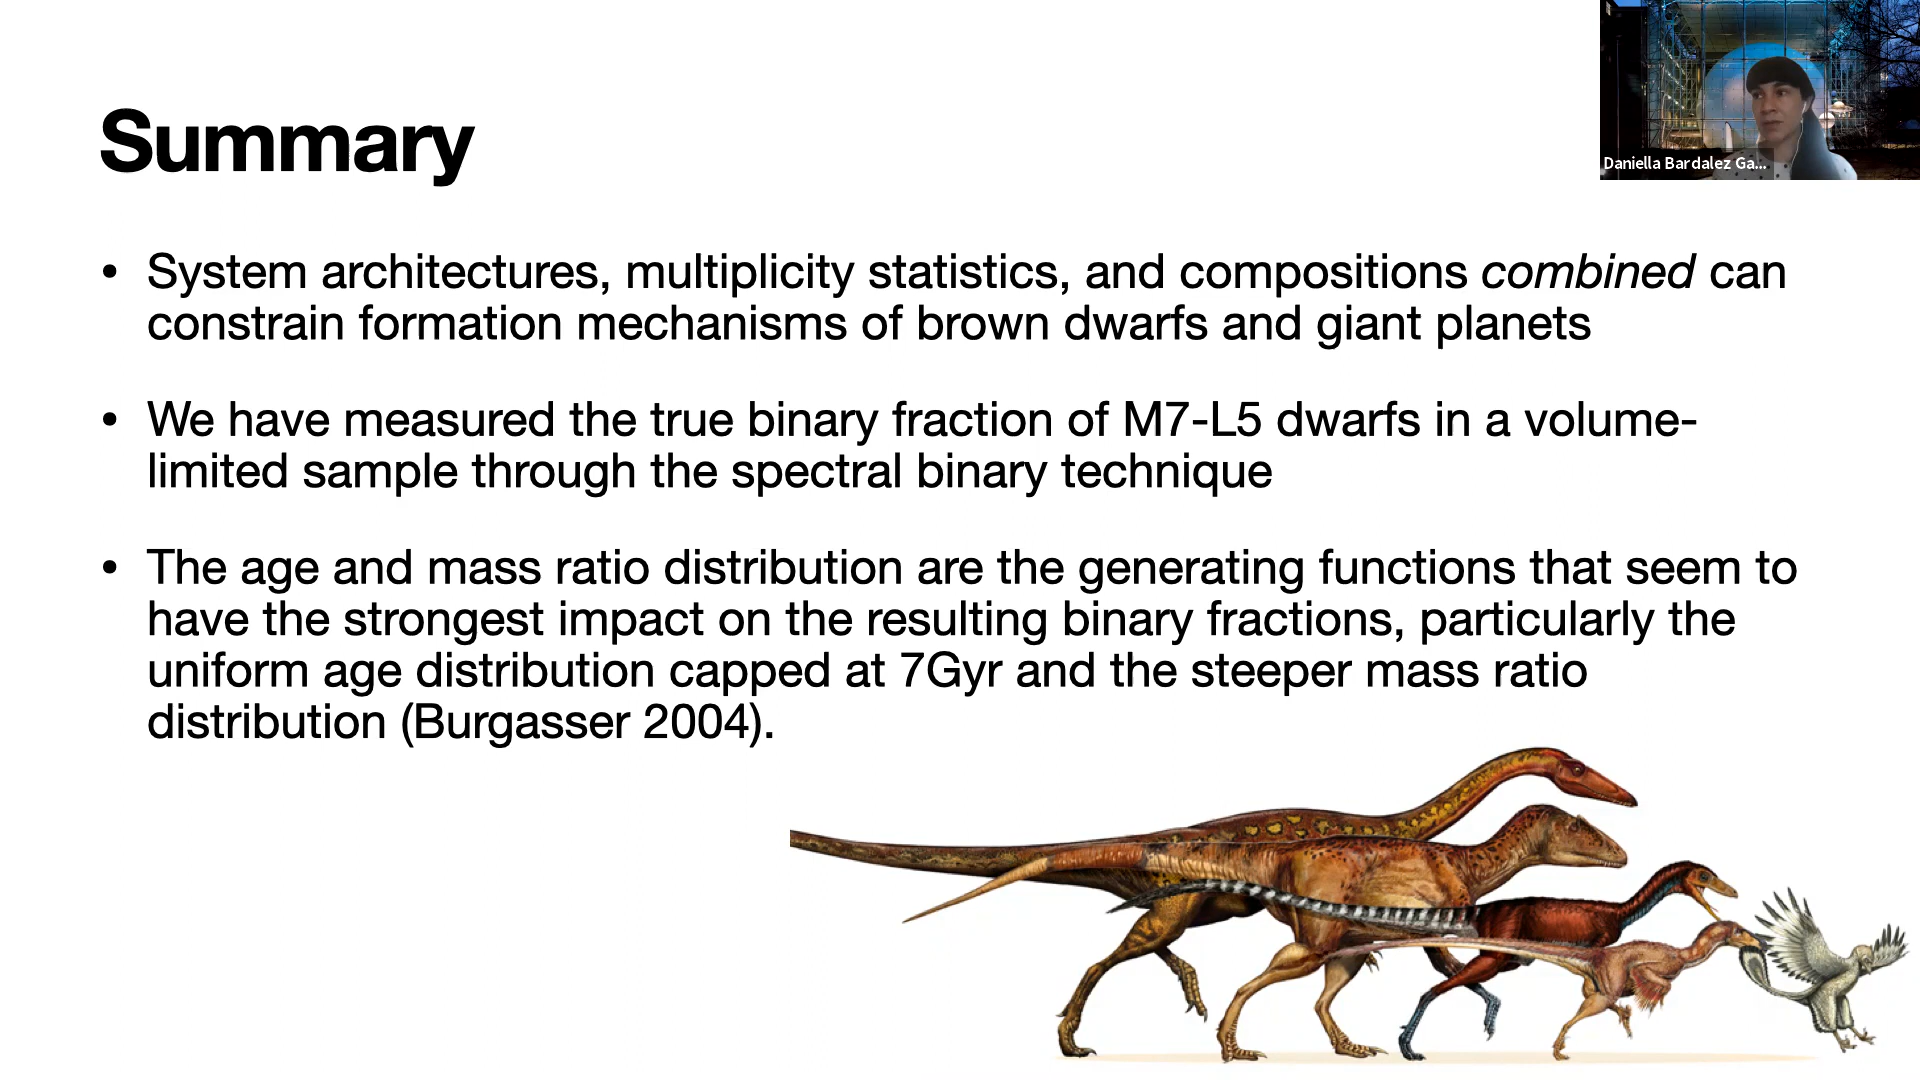 Daniella Bardalez Ga...
Summary
• System architectures, multiplicity statistics, and compositions combined can
constrain formation mechanisms of brown dwarfs and giant planets
• We have measured the true binary fraction of M7-L5 dwarfs in a volume-
limited sample through the spectral binary technique
• The age and mass ratio distribution are the generating functions that seem to
have the strongest impact on the resulting binary fractions, particularly the
uniform age distribution capped at 7Gyr and the steeper mass ratio
distribution (Burgasser 2004).